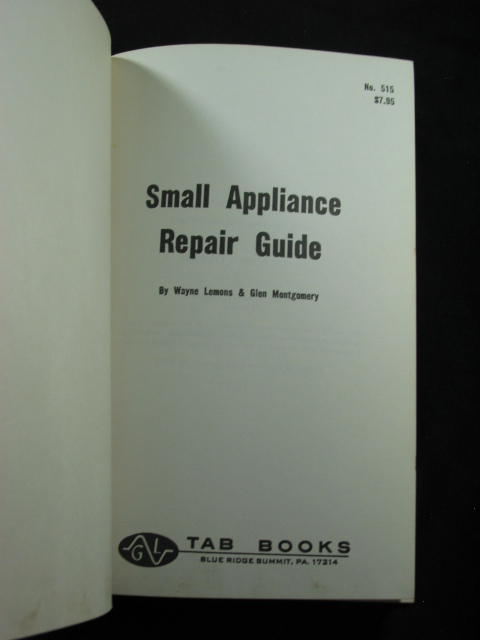 No. 515
$7.95
Small Appliance
Repair Guide
By Wayne Lemons & Glen Montgomery
GL
TAB BOOKS
BLUE RIDGE SUMMIT, PA. 17214